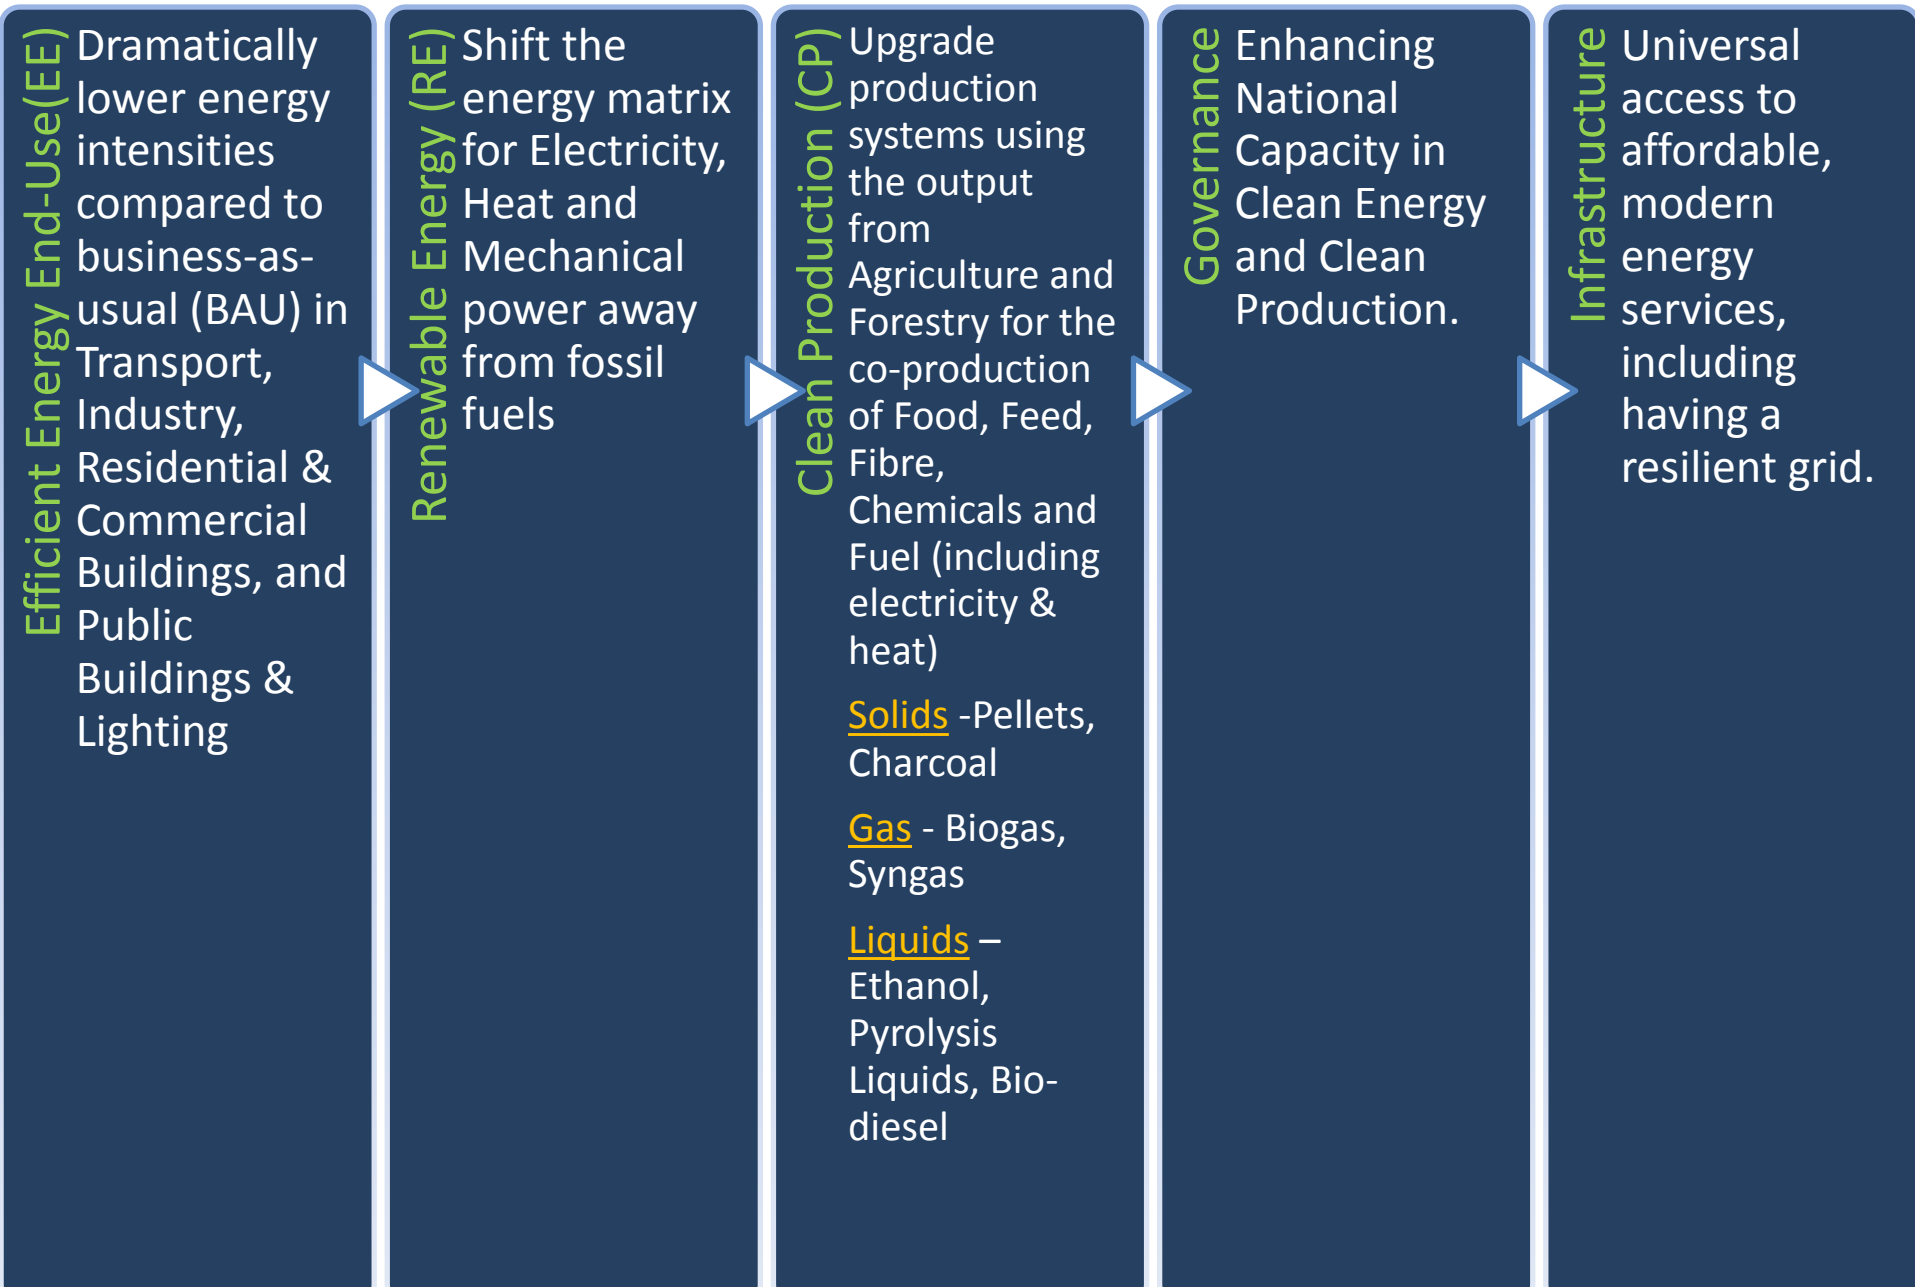 Efficient Energy End-Use(EE)
Dramatically
lower energy
intensities
compared to
business-as-
usual (BAU) in
Transport,
Industry,
Residential &
Commercial
Buildings, and
Public
Buildings &
Lighting
Renewable Energy (RE)
Shift the
energy matrix
for Electricity,
Heat and
Mechanical
power away
from fossil
fuels
Clean Production (CP)
Upgrade
production
systems using
the output
from
Agriculture and
Forestry for the
co-production
of Food, Feed,
Fibre,
Chemicals and
Fuel (including
electricity &
heat)
Solids -Pellets,
Charcoal
Gas - Biogas,
Syngas
Liquids –
Ethanol,
Pyrolysis
Liquids, Bio-
diesel
Governance
Enhancing
National
Capacity in
Clean Energy
and Clean
Production.
Infrastructure
Universal
access to
affordable,
modern
energy
services,
including
having a
resilient grid.